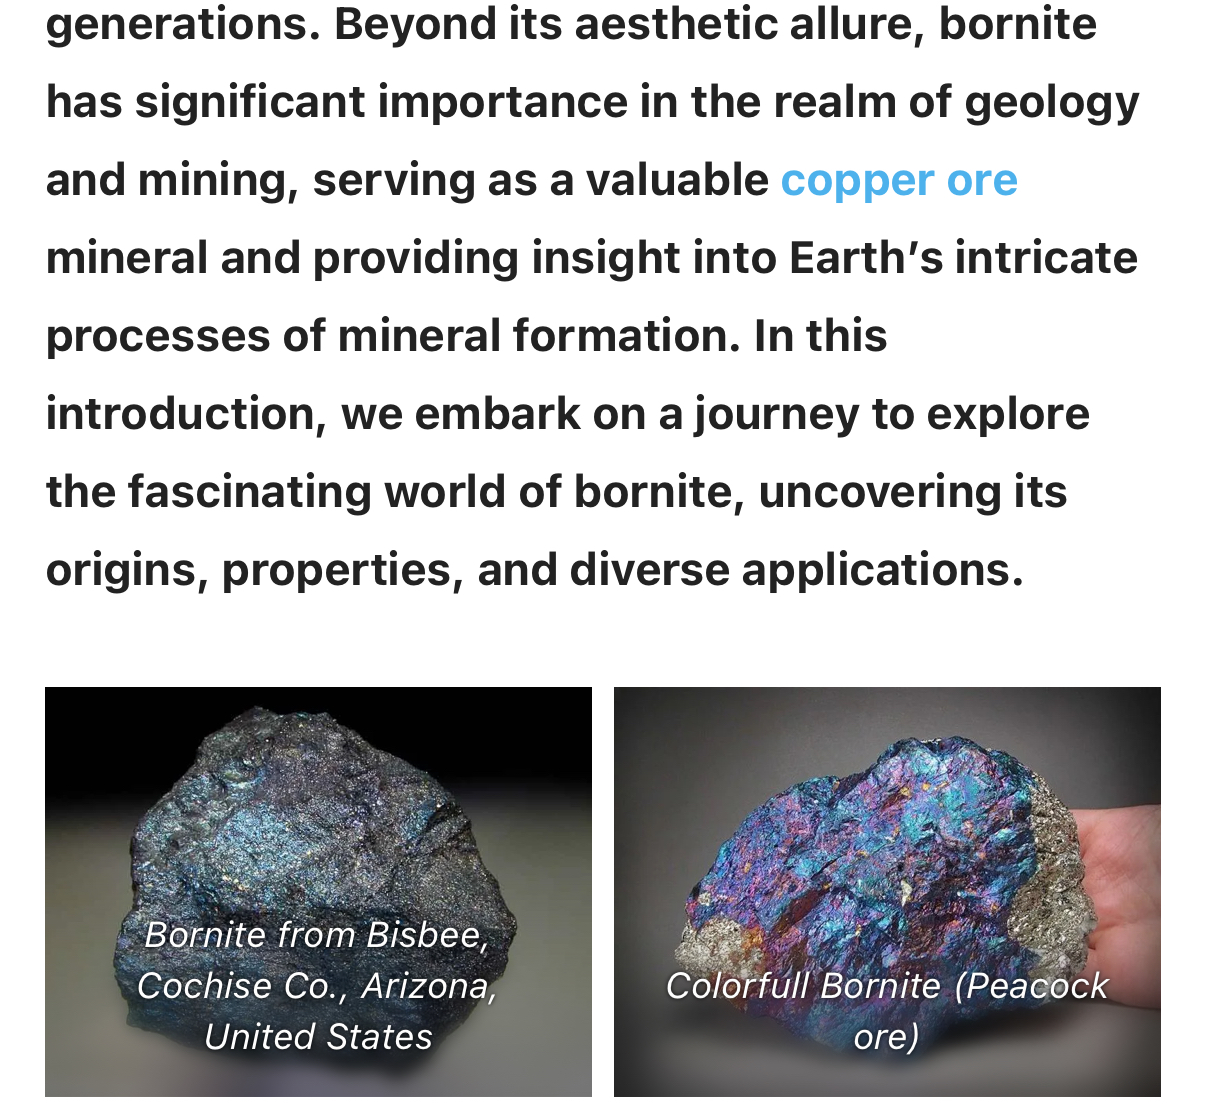 generations. Beyond its aesthetic allure, bornite
has significant importance in the realm of geology
and mining, serving as a valuable copper ore
mineral and providing insight into Earth’s intricate
processes of mineral formation. In this
introduction, we embark on a journey to explore
the fascinating world of bornite, uncovering its
origins, properties, and diverse applications.
Bornite from Bisbee,
Cochise Co., Arizona,
United States
Colorfull Bornite (Peacock
ore)